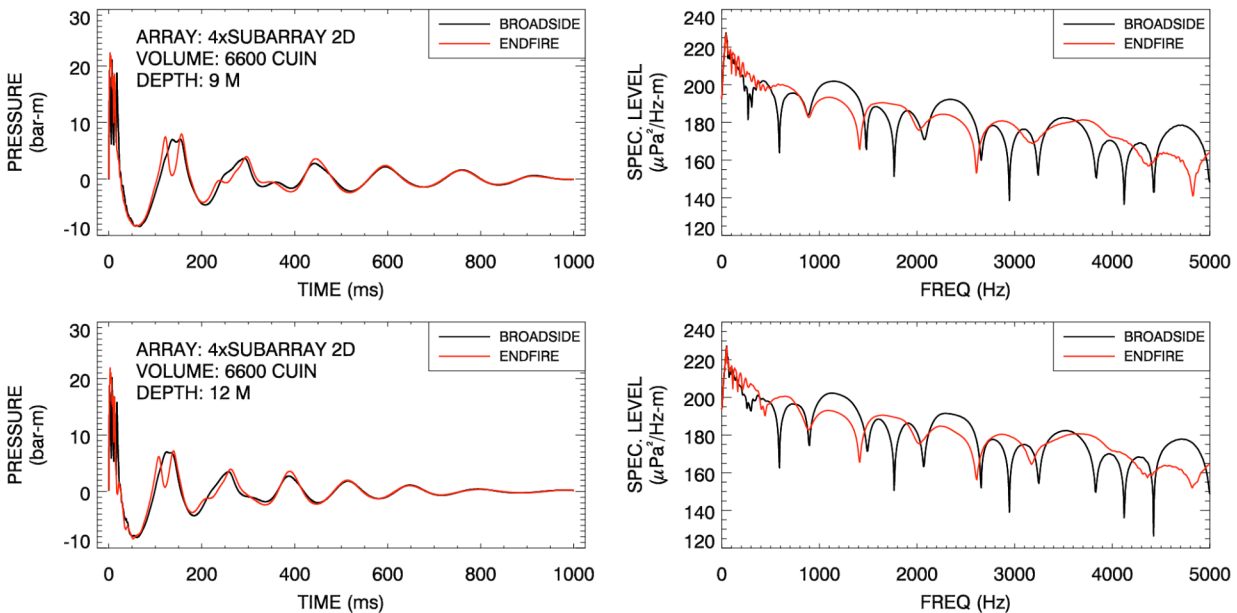 30
20
10
0
-10
PRESSURE
(bar-m)
ARRAY: 4xSUBARRAY 2D
VOLUME: 6600 CUIN
DEPTH: 9 M
BROADSIDE
ENDFIRE
0 200 400 600 800 1000
TIME (ms)
240
220
200
180
160
140
120
SPEC. LEVEL
(μPa²/Hz-m)
BROADSIDE
ENDFIRE
0 1000 2000 3000 4000 5000
FREQ (Hz)
30
20
10
0
-10
PRESSURE
(bar-m)
ARRAY: 4xSUBARRAY 2D
VOLUME: 6600 CUIN
DEPTH: 12 M
BROADSIDE
ENDFIRE
0 200 400 600 800 1000
TIME (ms)
240
220
200
180
160
140
120
SPEC. LEVEL
(μPa²/Hz-m)
BROADSIDE
ENDFIRE
0 1000 2000 3000 4000 5000
FREQ (Hz)